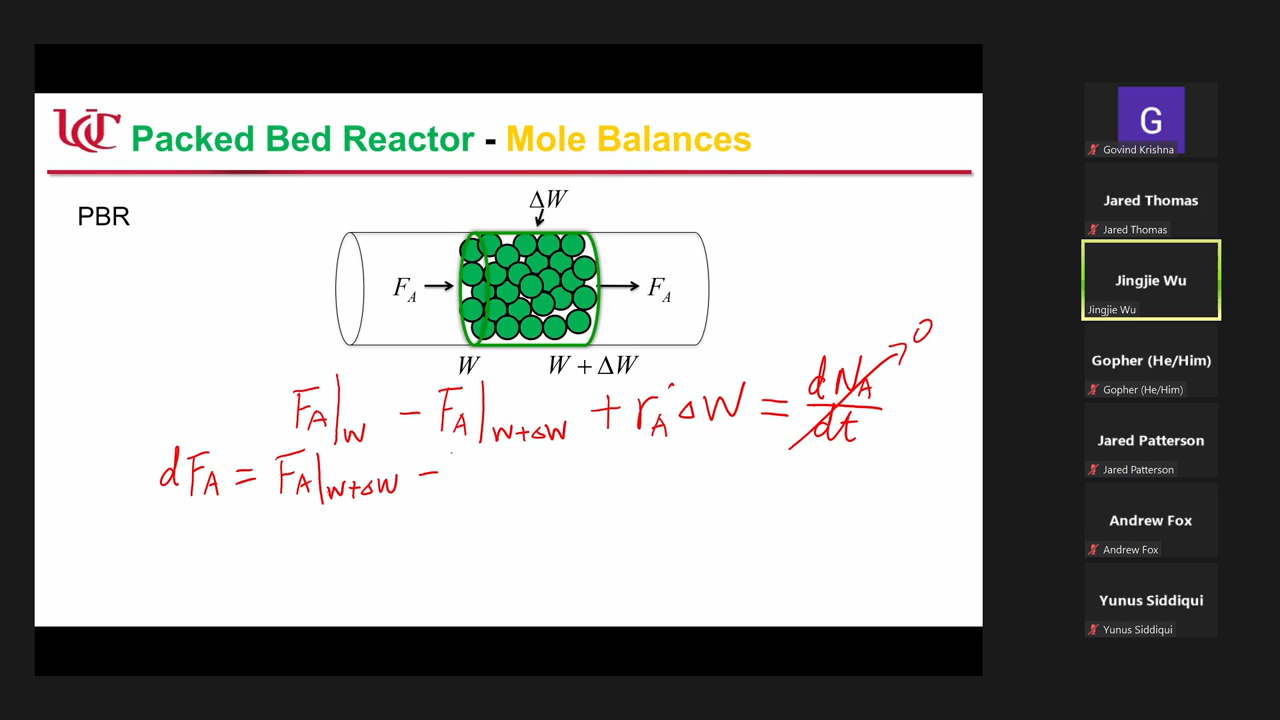 UC
Packed Bed Reactor - Mole Balances
PBR
ΔW
F_A → → F_A
W W + ΔW
F_A|_W - F_A|_{W+ΔW} + r_A' ΔW = dN_A/dt → 0
dF_A = F_A|_{W+ΔW} -
G
Govind Krishna
Jared Thomas
Jared Thomas
Jingjie Wu
Jingjie Wu
Gopher (He/Him)
Gopher (He/Him)
Jared Patterson
Jared Patterson
Andrew Fox
Andrew Fox
Yunus Siddiqui
Yunus Siddiqui